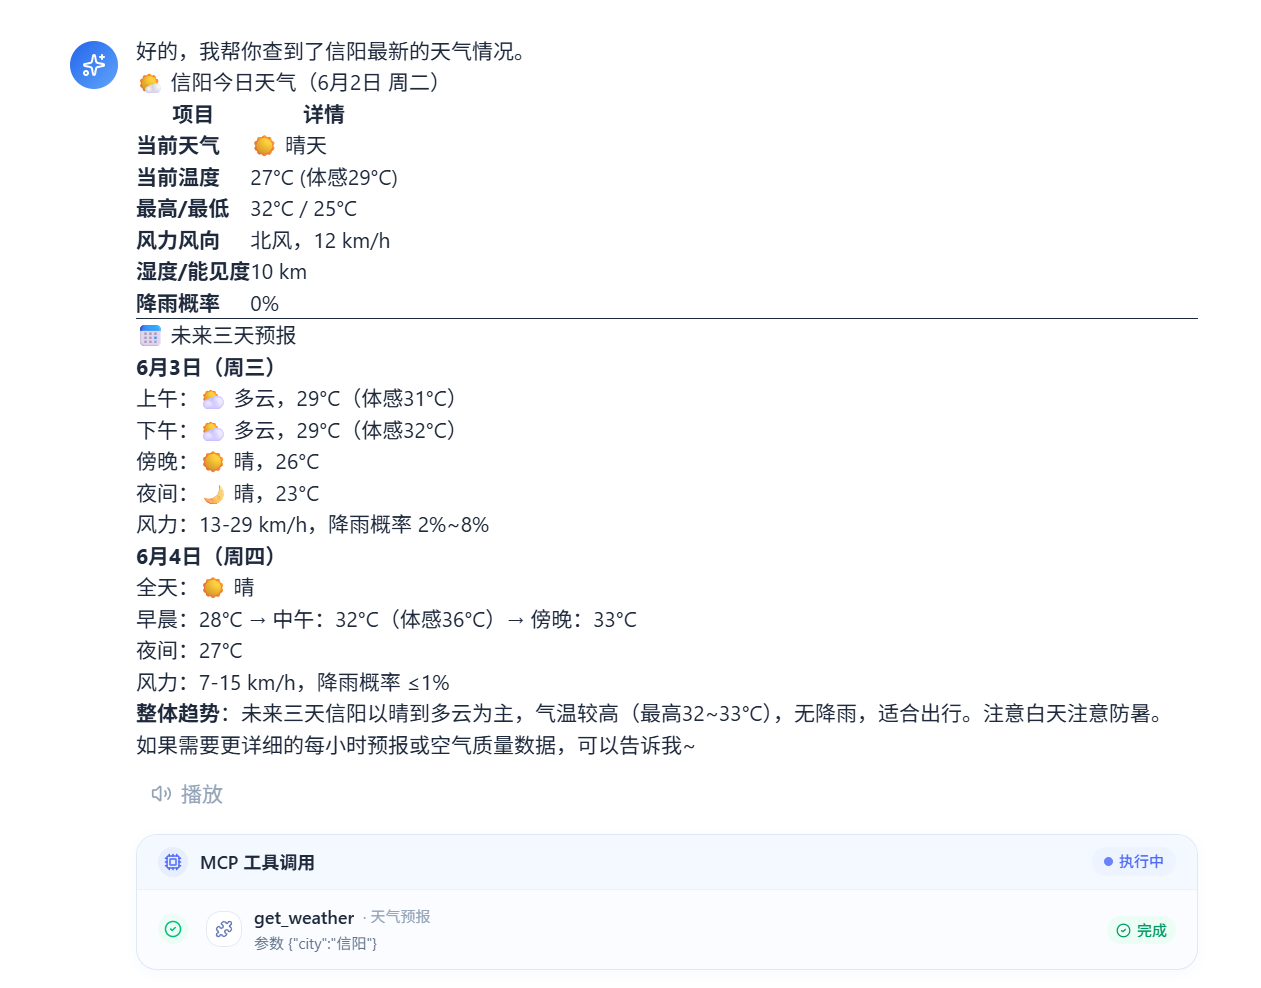 好的，我帮你查到了信阳最新的天气情况。
信阳今日天气（6月2日 周二）
项目 详情
当前天气 晴天
当前温度 27°C (体感29°C)
最高/最低 32°C / 25°C
风力风向 北风，12 km/h
湿度/能见度 10 km
降雨概率 0%
未来三天预报
6月3日（周三）
上午： 多云，29°C（体感31°C）
下午： 多云，29°C（体感32°C）
傍晚： 晴，26°C
夜间： 晴，23°C
风力：13-29 km/h，降雨概率 2%~8%
6月4日（周四）
全天： 晴
早晨：28°C → 中午：32°C（体感36°C）→ 傍晚：33°C
夜间：27°C
风力：7-15 km/h，降雨概率 ≤1%
整体趋势：未来三天信阳以晴到多云为主，气温较高（最高32~33°C），无降雨，适合出行。注意白天注意防暑。
如果需要更详细的每小时预报或空气质量数据，可以告诉我~
播放
MCP 工具调用 执行中
get_weather · 天气预报
参数 {"city":"信阳"}
完成